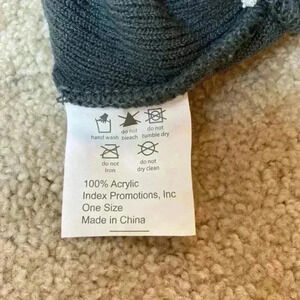 hand wash do not bleach do not tumble dry
do not Iron do not dry clean
100% Acrylic
Index Promotions, Inc
One Size
Made in China